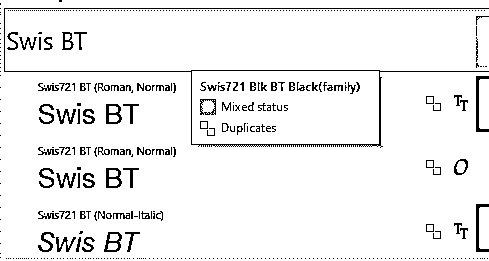 Swis BT
Swis721 BT (Roman, Normal)
Swis721 Blk BT Black(family)
Mixed status
Swis BT
Duplicates
Swis721 BT (Roman, Normal)
Swis BT
Swis721 BT (Normal-Italic)
Swis BT